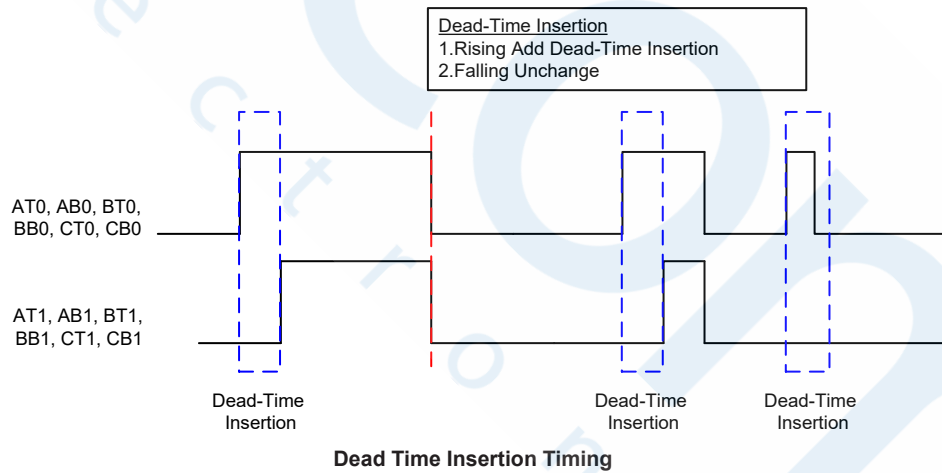 Dead-Time Insertion
1.Rising Add Dead-Time Insertion
2.Falling Unchange
AT0, AB0, BT0,
BB0, CT0, CB0
AT1, AB1, BT1,
BB1, CT1, CB1
Dead-Time
Insertion
Dead-Time
Insertion
Dead-Time
Insertion
Dead Time Insertion Timing